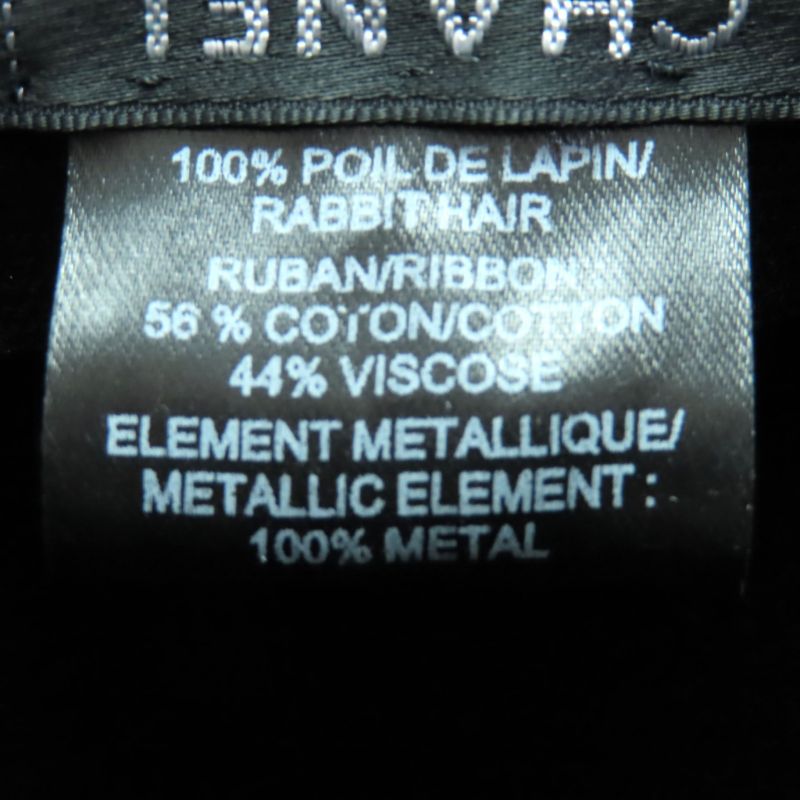 CHANEL
100% POIL DE LAPIN/
RABBIT HAIR
RUBAN/RIBBON :
56 % COTON/COTTON
44% VISCOSE
ELEMENT METALLIQUE/
METALLIC ELEMENT :
100% METAL